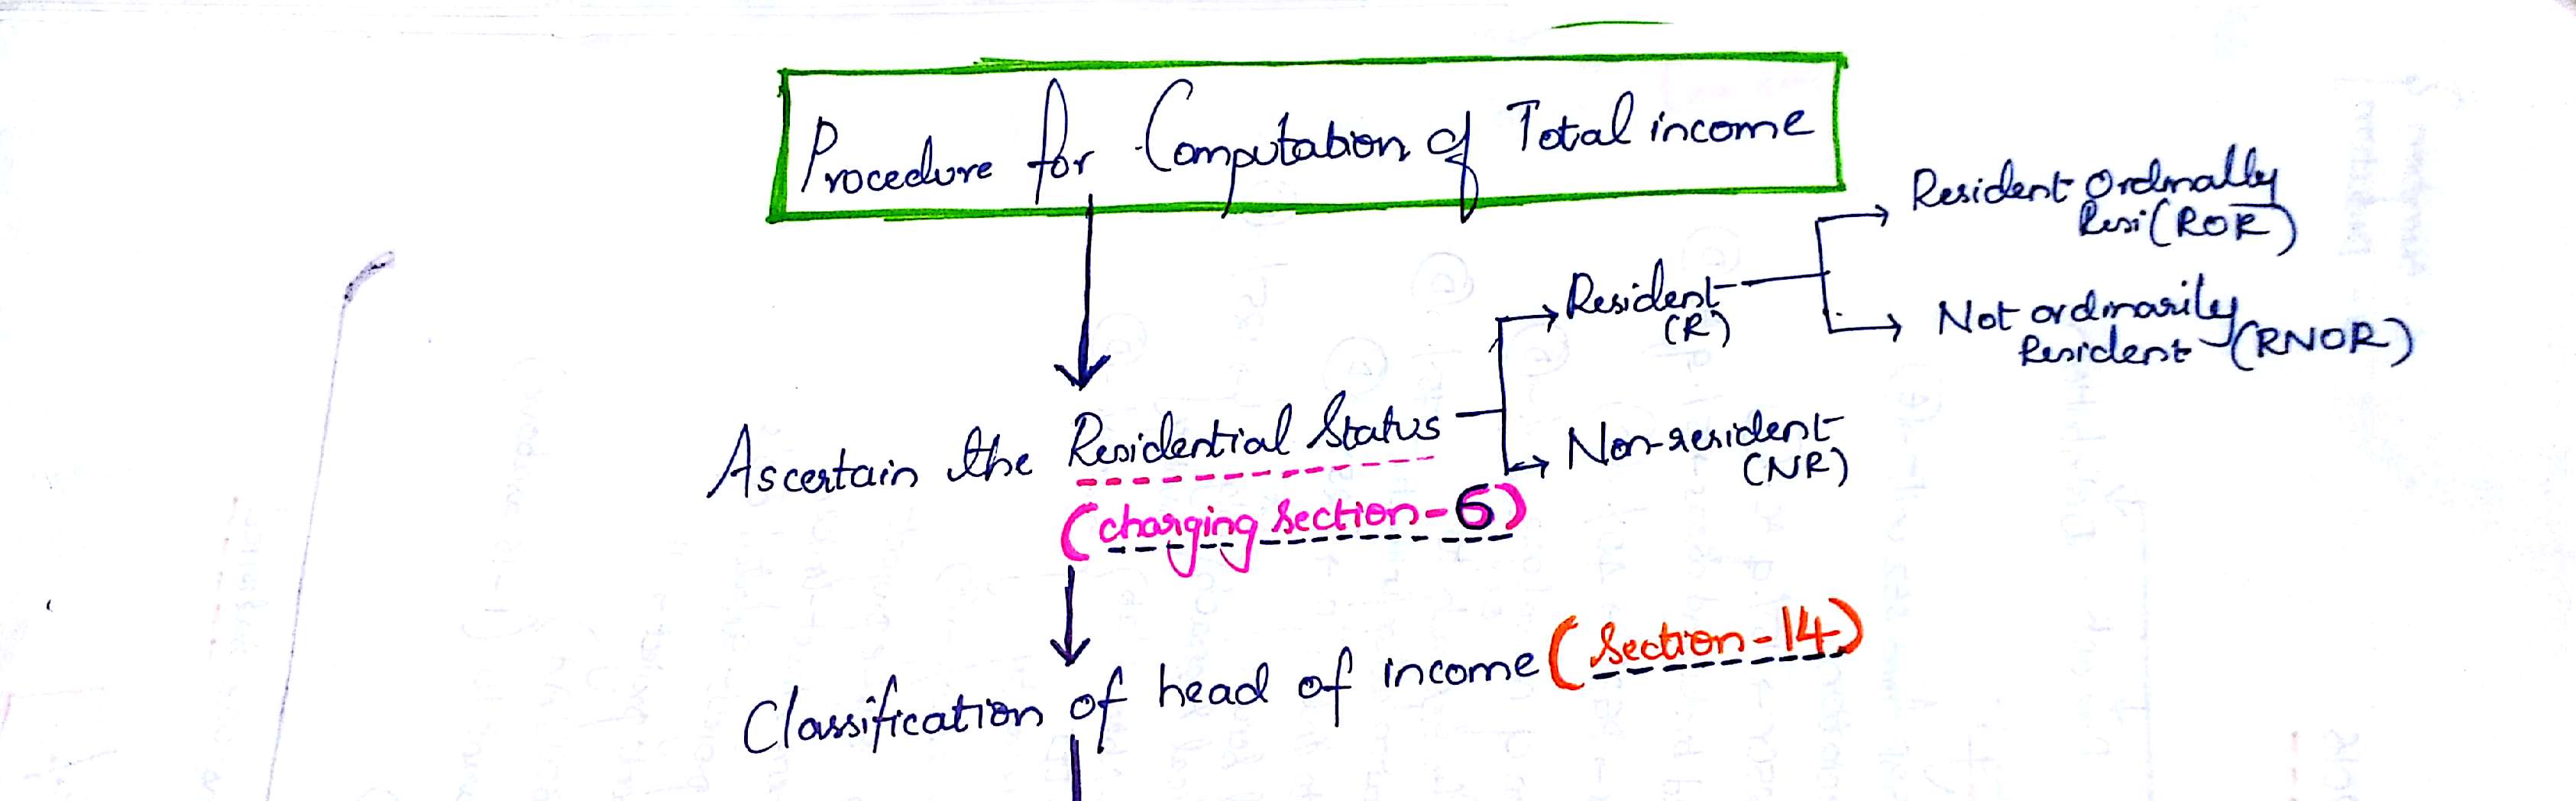 Procedure for Computation of Total income
Resident Ordinally
Resi (ROR)
Resident
(R)
Not ordinarily
Resident (RNOR)
Ascertain the Residential Status
Non-resident
(NR)
(charging section-6)
Classification of head of income (Section-14)